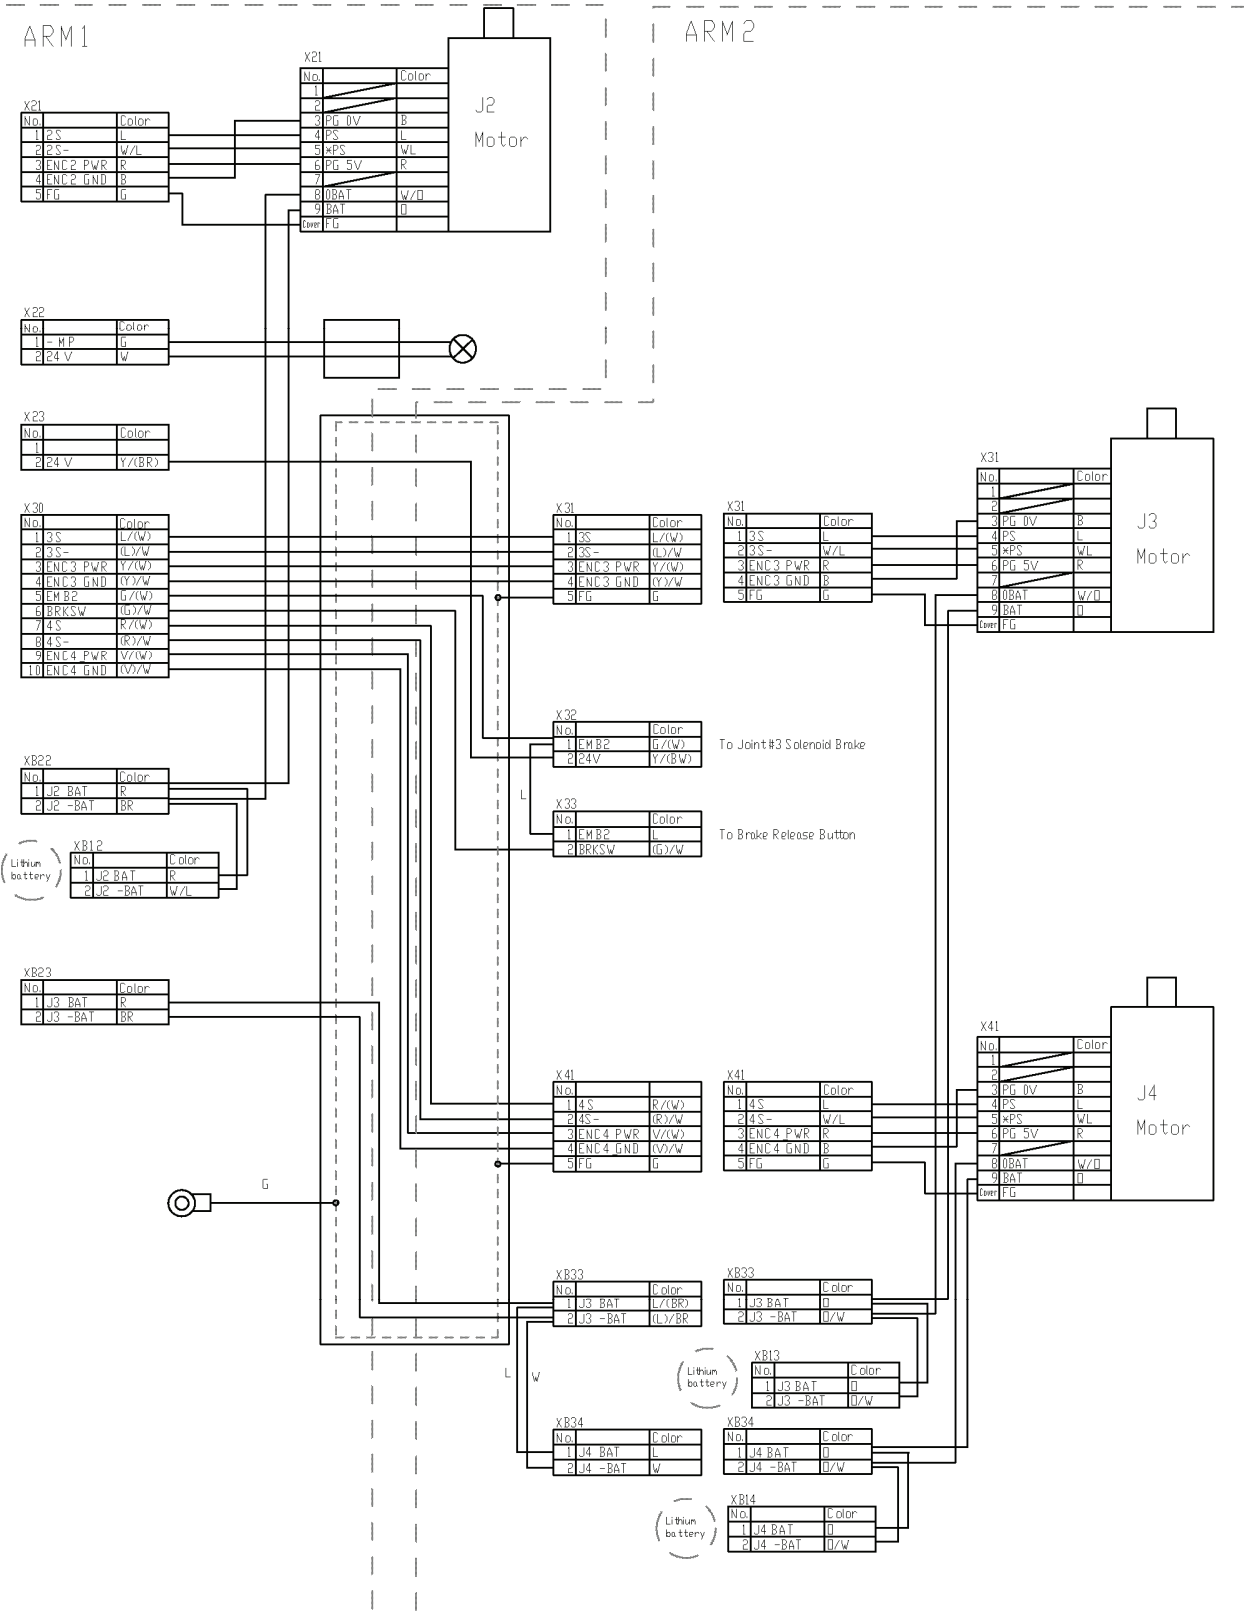 ARM1
ARM2
X21
No. Color
1
2
3 PG 0V B
4 PS L
5 *PS WL
6 PG 5V R
7
8 0BAT W/O
9 BAT O
Cover FG
J2
Motor
X21
No. Color
1 2S L
2 2S- W/L
3 ENC2 PWR R
4 ENC2 GND B
5 FG G
X22
No. Color
1 - MP G
2 24 V W
X23
No. Color
1
2 24 V Y/(BR)
X30
No. Color
1 3S L/(W)
2 3S- (L)/W
3 ENC3 PWR Y/(W)
4 ENC3 GND (Y)/W
5 EMB2 G/(W)
6 BRKSW (G)/W
7 4S R/(W)
8 4S- (R)/W
9 ENC4 PWR V/(W)
10 ENC4 GND (V)/W
X31
No. Color
1 3S L/(W)
2 3S- (L)/W
3 ENC3 PWR Y/(W)
4 ENC3 GND (Y)/W
5 FG G
X31
No. Color
1 3S L
2 3S- W/L
3 ENC3 PWR R
4 ENC3 GND B
5 FG G
X31
No. Color
1
2
3 PG 0V B
4 PS L
5 *PS WL
6 PG 5V R
7
8 0BAT W/O
9 BAT O
Cover FG
J3
Motor
X32
No. Color
1 EMB2 G/(W)
2 24V Y/(BW)
To Joint#3 Solenoid Brake
L
X33
No. Color
1 EMB2 L
2 BRKSW (G)/W
To Brake Release Button
XB22
No. Color
1 J2 BAT R
2 J2 -BAT BR
Lithium
battery
XB12
No. Color
1 J2 BAT R
2 J2 -BAT W/L
XB23
No. Color
1 J3 BAT R
2 J3 -BAT BR
X41
No.
1 4S R/(W)
2 4S- (R)/W
3 ENC4 PWR V/(W)
4 ENC4 GND (V)/W
5 FG G
X41
No. Color
1 4S L
2 4S- W/L
3 ENC4 PWR R
4 ENC4 GND B
5 FG G
X41
No. Color
1
2
3 PG 0V B
4 PS L
5 *PS WL
6 PG 5V R
7
8 0BAT W/O
9 BAT O
Cover FG
J4
Motor
G
XB33
No. Color
1 J3 BAT L/(BR)
2 J3 -BAT (L)/BR
XB33
No. Color
1 J3 BAT O
2 J3 -BAT O/W
L
W
Lithium
battery
XB13
No. Color
1 J3 BAT O
2 J3 -BAT O/W
XB34
No. Color
1 J4 BAT L
2 J4 -BAT W
XB34
No. Color
1 J4 BAT O
2 J4 -BAT O/W
Lithium
battery
XB14
No. Color
1 J4 BAT O
2 J4 -BAT O/W